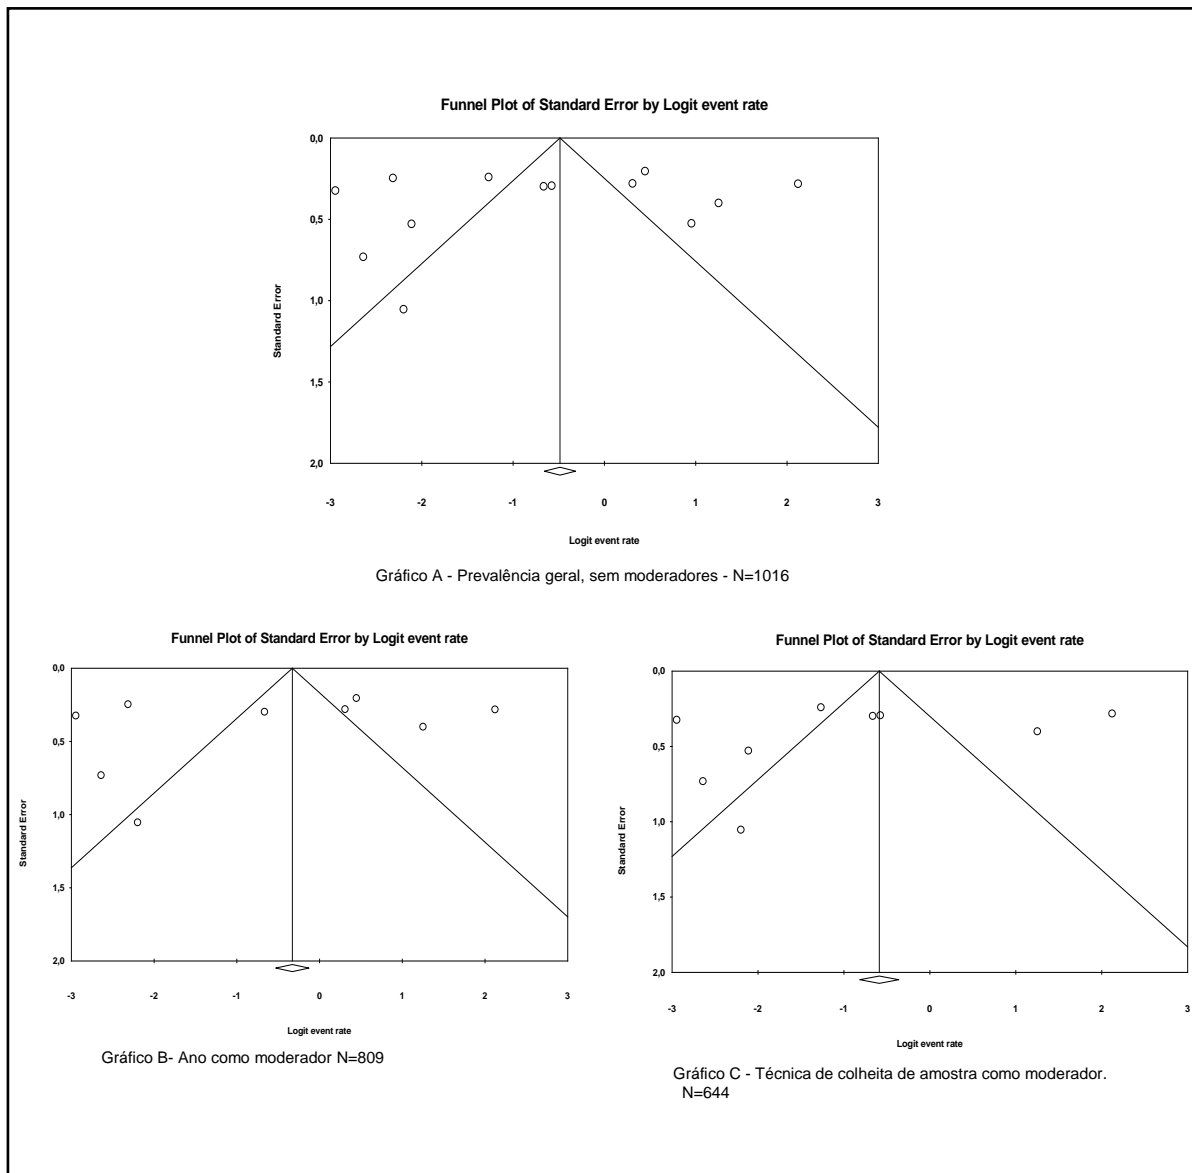 Funnel Plot of Standard Error by Logit event rate
0,0
0,5
1,0
1,5
2,0
Standard Error
-3 -2 -1 0 1 2 3
Logit event rate
Gráfico A - Prevalência geral, sem moderadores - N=1016
Funnel Plot of Standard Error by Logit event rate
0,0
0,5
1,0
1,5
2,0
Standard Error
-3 -2 -1 0 1 2 3
Logit event rate
Gráfico B- Ano como moderador N=809
Funnel Plot of Standard Error by Logit event rate
0,0
0,5
1,0
1,5
2,0
Standard Error
-3 -2 -1 0 1 2 3
Logit event rate
Gráfico C - Técnica de colheita de amostra como moderador.
N=644